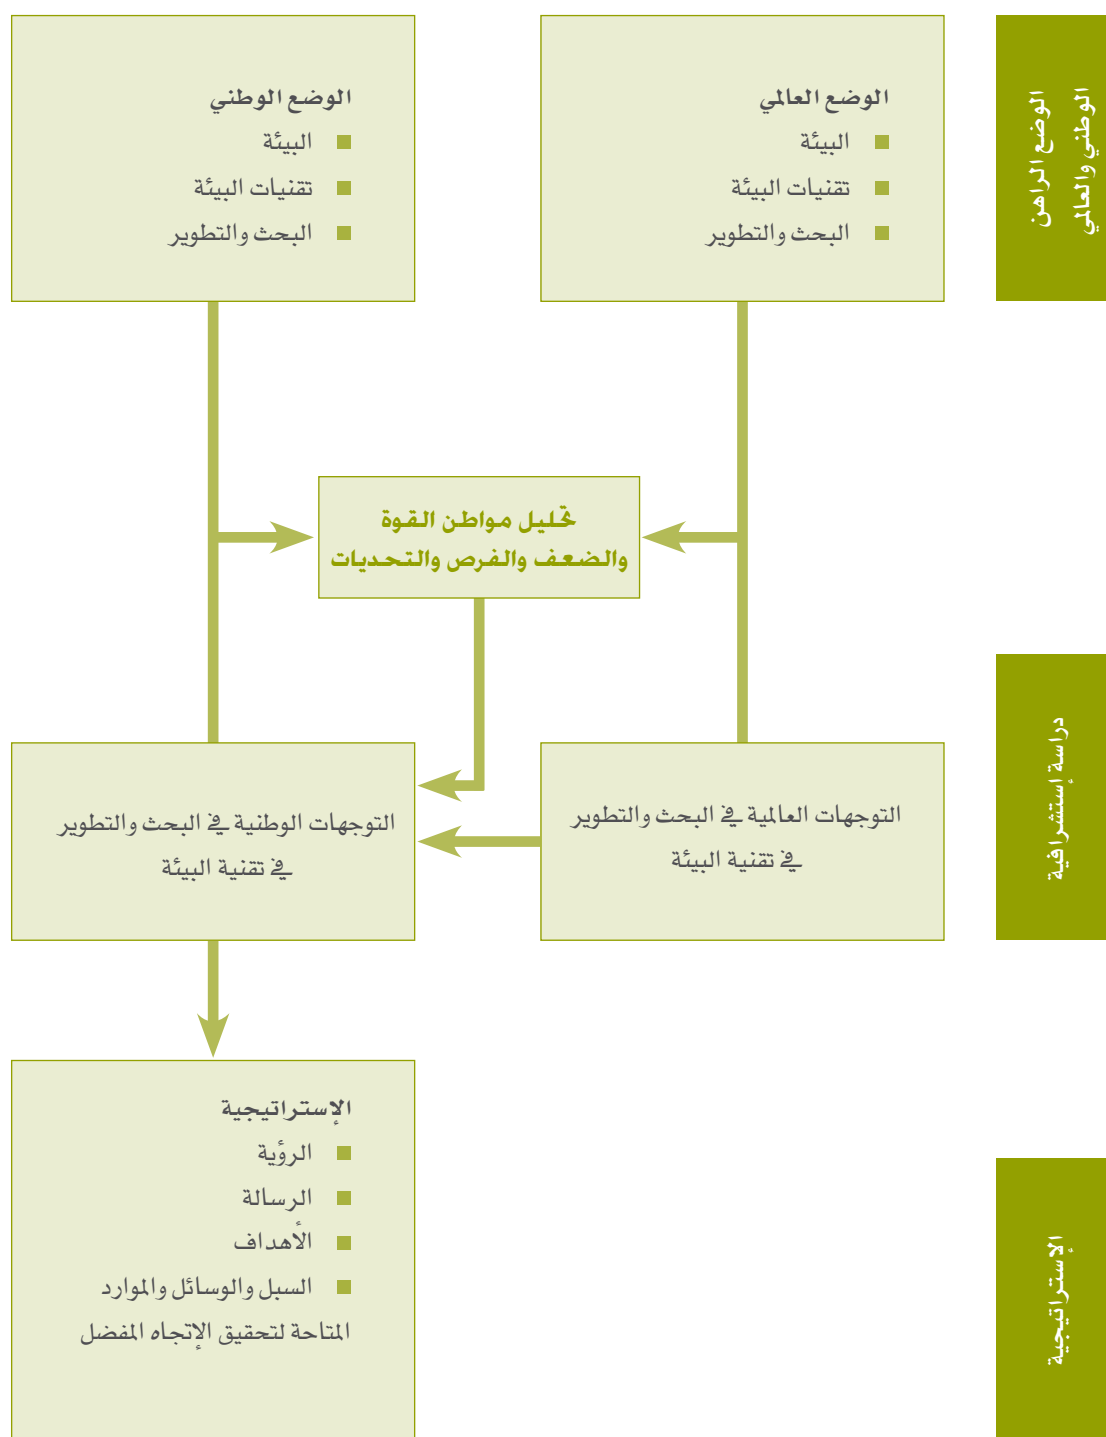 الوضع الراهن
الوطني والعالمي
الوضع العالمي
البيئة
تقنيات البيئة
البحث والتطوير
الوضع الوطني
البيئة
تقنيات البيئة
البحث والتطوير
تحليل مواطن القوة
والضعف والفرص والتحديات
دراسة إستشرافية
التوجهات العالمية في البحث والتطوير
في تقنية البيئة
التوجهات الوطنية في البحث والتطوير
في تقنية البيئة
الإستراتيجية
الإستراتيجية
الرؤية
الرسالة
الأهداف
السبل والوسائل والموارد
المتاحة لتحقيق الإتجاه المفضل